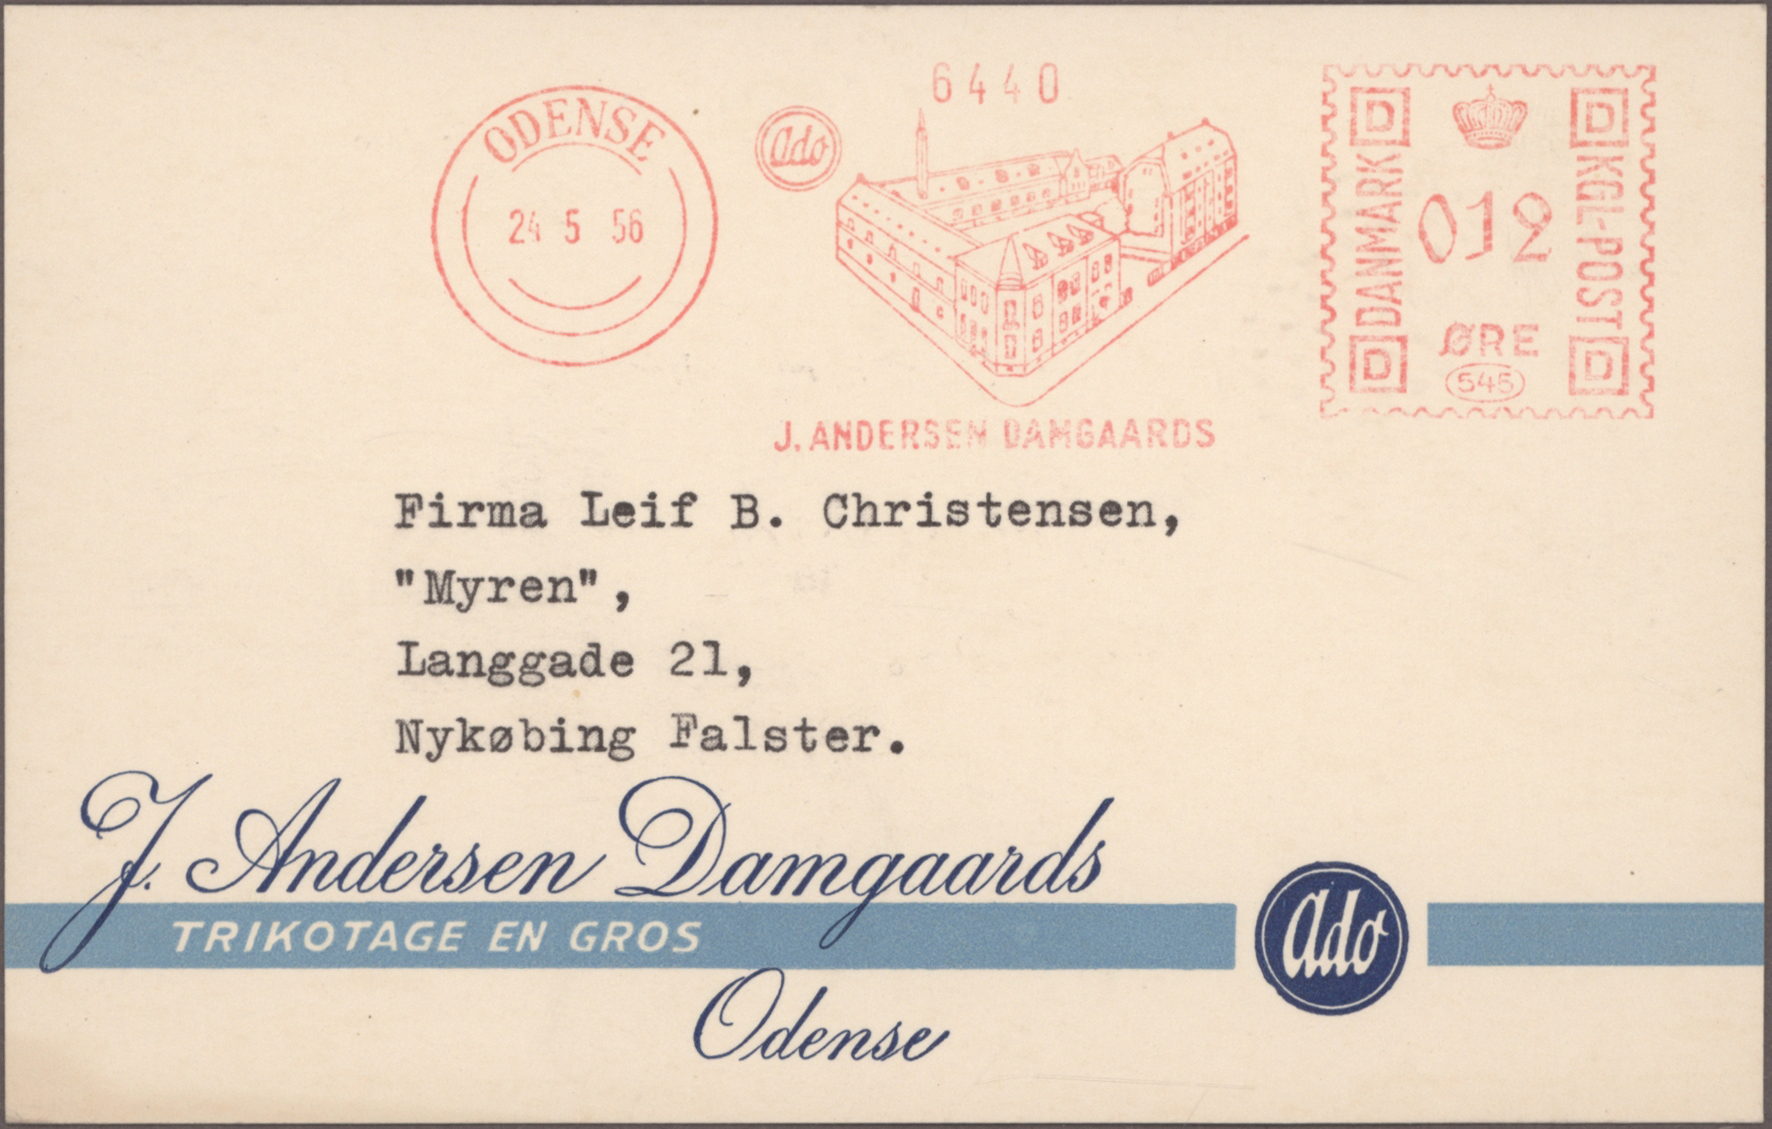 6440
ODENSE
24 5 56
Ado
D D
DANMARK
KGL-POST
012
ØRE
545
D D
J. ANDERSEN DAMGAARDS
Firma Leif B. Christensen,
"Myren",
Langgade 21,
Nykøbing Falster.
J. Andersen Damgaards
TRIKOTAGE EN GROS
Ado
Odense